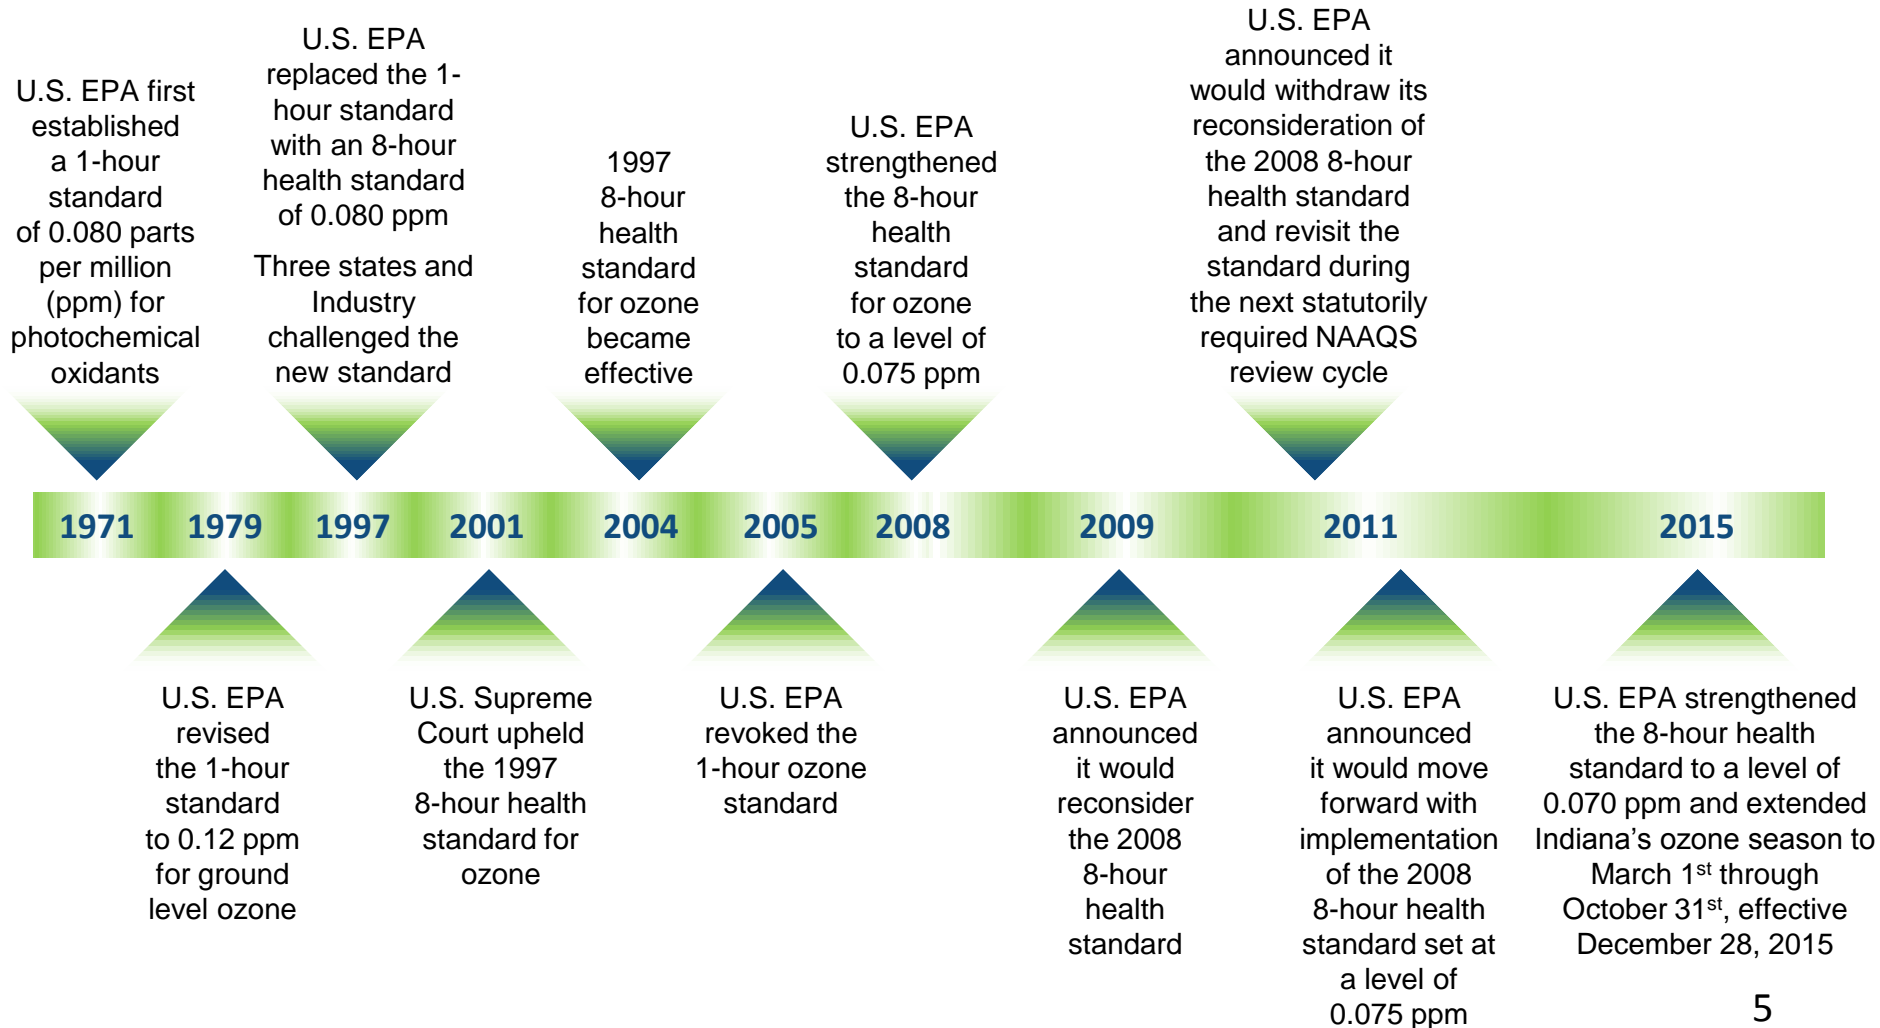 U.S. EPA first
established
a 1-hour
standard
of 0.080 parts
per million
(ppm) for
photochemical
oxidants
U.S. EPA
replaced the 1-
hour standard
with an 8-hour
health standard
of 0.080 ppm
Three states and
Industry
challenged the
new standard
1997
8-hour
health
standard
for ozone
became
effective
U.S. EPA
strengthened
the 8-hour
health
standard
for ozone
to a level of
0.075 ppm
U.S. EPA
announced it
would withdraw its
reconsideration of
the 2008 8-hour
health standard
and revisit the
standard during
the next statutorily
required NAAQS
review cycle
1971 1979 1997 2001 2004 2005 2008 2009 2011 2015
U.S. EPA
revised
the 1-hour
standard
to 0.12 ppm
for ground
level ozone
U.S. Supreme
Court upheld
the 1997
8-hour health
standard for
ozone
U.S. EPA
revoked the
1-hour ozone
standard
U.S. EPA
announced
it would
reconsider
the 2008
8-hour
health
standard
U.S. EPA
announced
it would move
forward with
implementation
of the 2008
8-hour health
standard set at
a level of
0.075 ppm
U.S. EPA strengthened
the 8-hour health
standard to a level of
0.070 ppm and extended
Indiana’s ozone season to
March 1st through
October 31st, effective
December 28, 2015
5